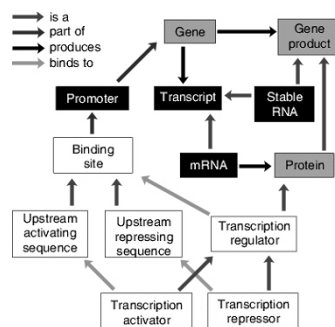 is a
part of
produces
binds to
Gene
Gene
product
Promoter
Transcript
Stable
RNA
Binding
site
mRNA
Protein
Upstream
activating
sequence
Upstream
repressing
sequence
Transcription
regulator
Transcription
activator
Transcription
repressor